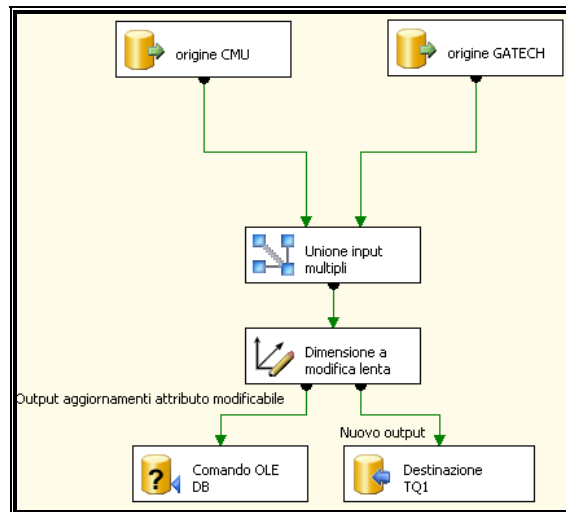 origine CMU
origine GATECH
Unione input
multipli
Dimensione a
modifica lenta
Output aggiornamenti attributo modificabile
Nuovo output
Comando OLE
DB
Destinazione
TQ1